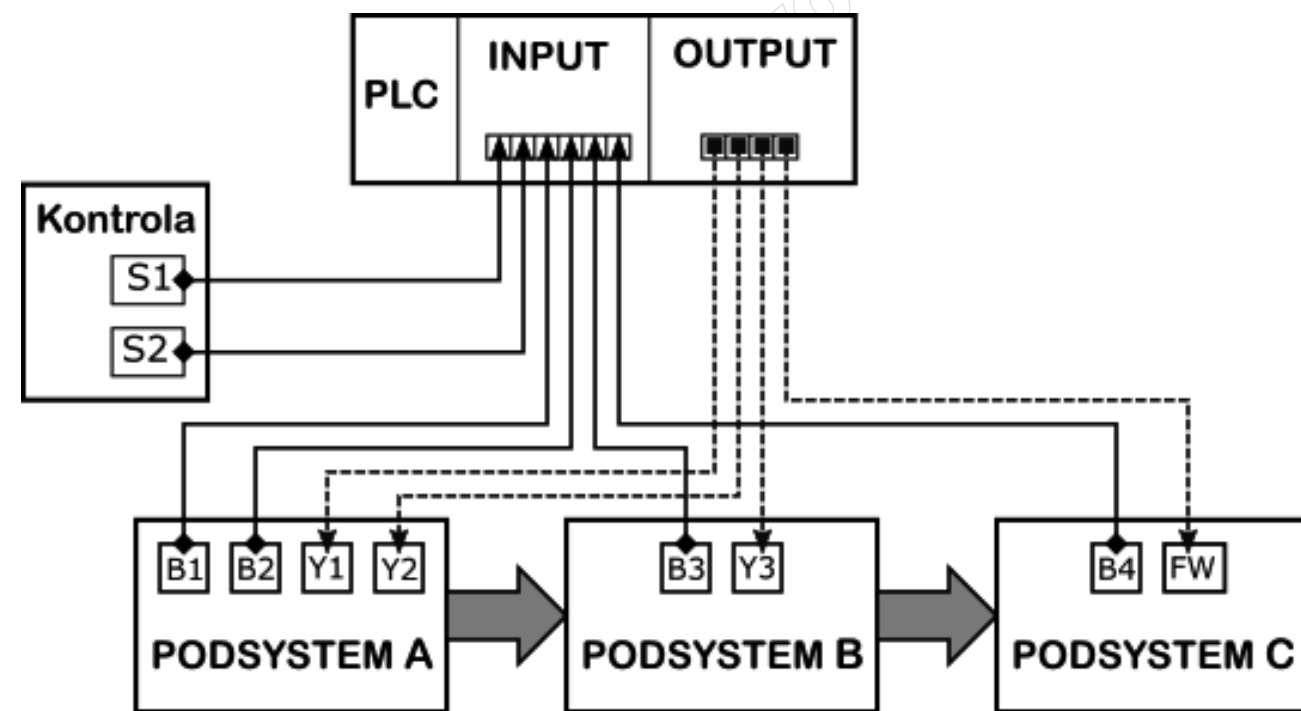 PLC
INPUT
OUTPUT
Kontrola
S1
S2
B1 B2 Y1 Y2
PODSYSTEM A
B3 Y3
PODSYSTEM B
B4 FW
PODSYSTEM C